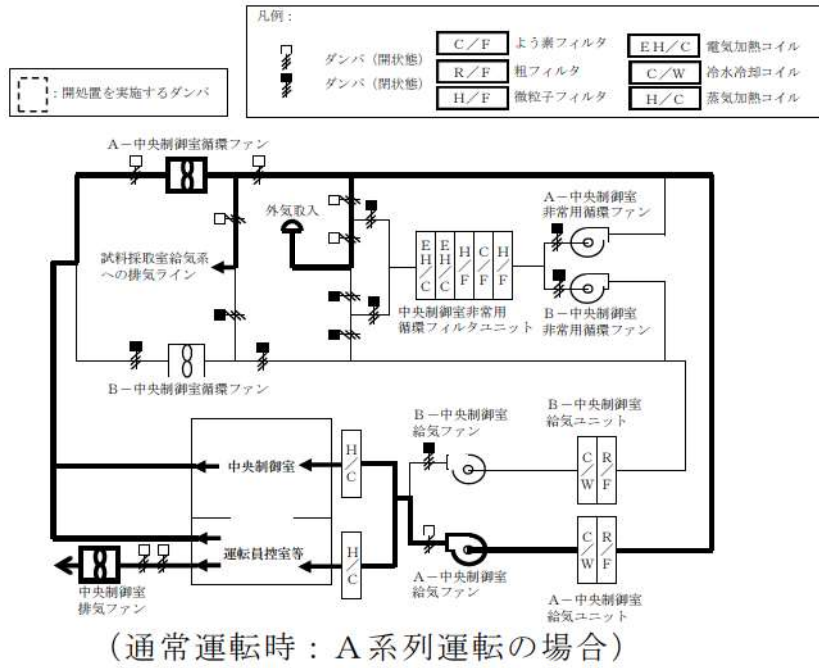 凡例：
ダンパ（開状態）
ダンパ（閉状態）
C／F よう素フィルタ
R／F 粗フィルタ
H／F 微粒子フィルタ
EH／C 電気加熱コイル
C／W 冷水冷却コイル
H／C 蒸気加熱コイル
：開処置を実施するダンパ
A－中央制御室循環ファン
外気取入
試料採取室給気系
への排気ライン
EH／C
EH／C
H／F
C／F
H／F
中央制御室非常用
循環フィルタユニット
A－中央制御室
非常用循環ファン
B－中央制御室
非常用循環ファン
B－中央制御室循環ファン
中央制御室
H／C
運転員控室等
H／C
中央制御室
排気ファン
B－中央制御室
給気ファン
B－中央制御室
給気ユニット
C／W
R／F
A－中央制御室
給気ファン
C／W
R／F
A－中央制御室
給気ユニット
（通常運転時：A系列運転の場合）